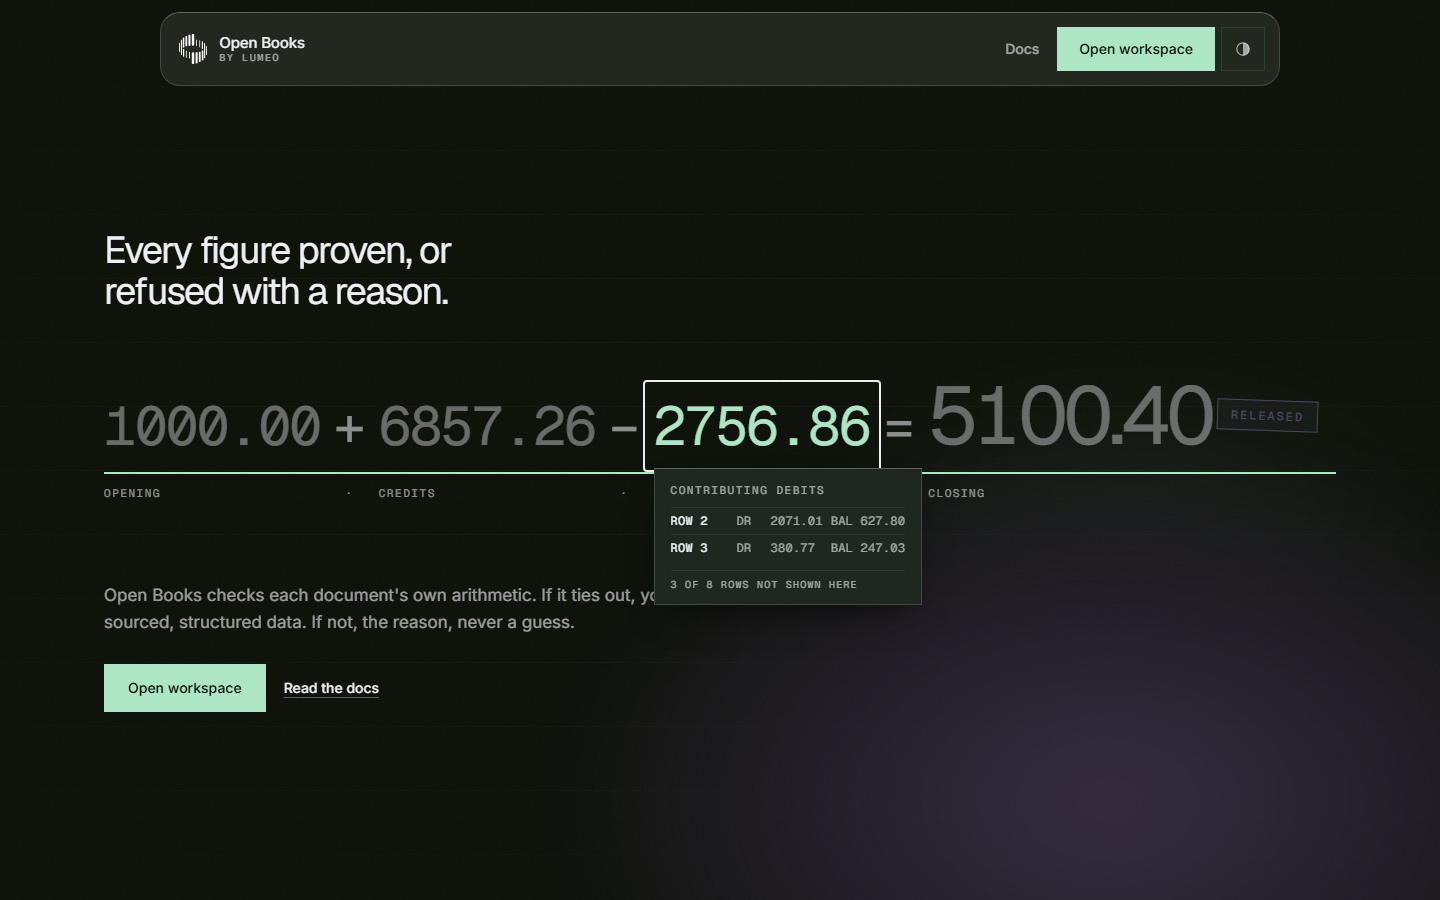 Open Books
BY LUMEO
Docs
Open workspace
Every figure proven, or
refused with a reason.
1000.00 + 6857.26 − 2756.86 = 5100.40
RELEASED
OPENING · CREDITS · CLOSING
CONTRIBUTING DEBITS
ROW 2 DR 2071.01 BAL 627.80
ROW 3 DR 380.77 BAL 247.03
3 OF 8 ROWS NOT SHOWN HERE
Open Books checks each document's own arithmetic. If it ties out,
sourced, structured data. If not, the reason, never a guess.
Open workspace
Read the docs